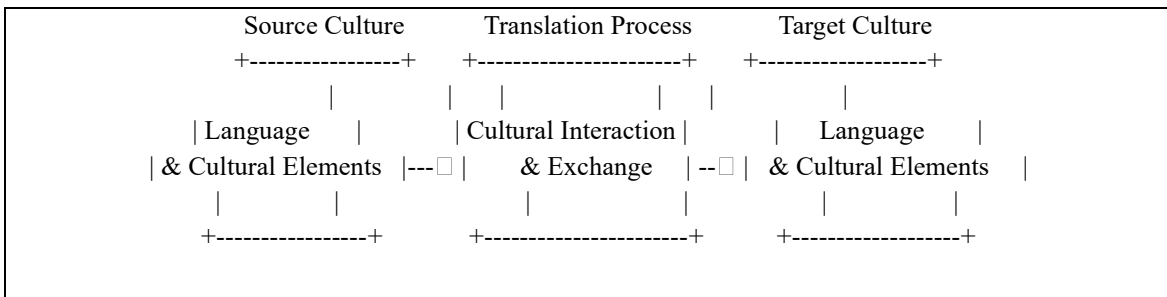 Source Culture Translation Process Target Culture
+-----------------+ +-----------------------+ +-------------------+
| | | | | |
| Language | | Cultural Interaction | | Language |
| & Cultural Elements |---□ | & Exchange | --□ | & Cultural Elements |
| | | | | |
+-----------------+ +------------------------+ +-------------------+